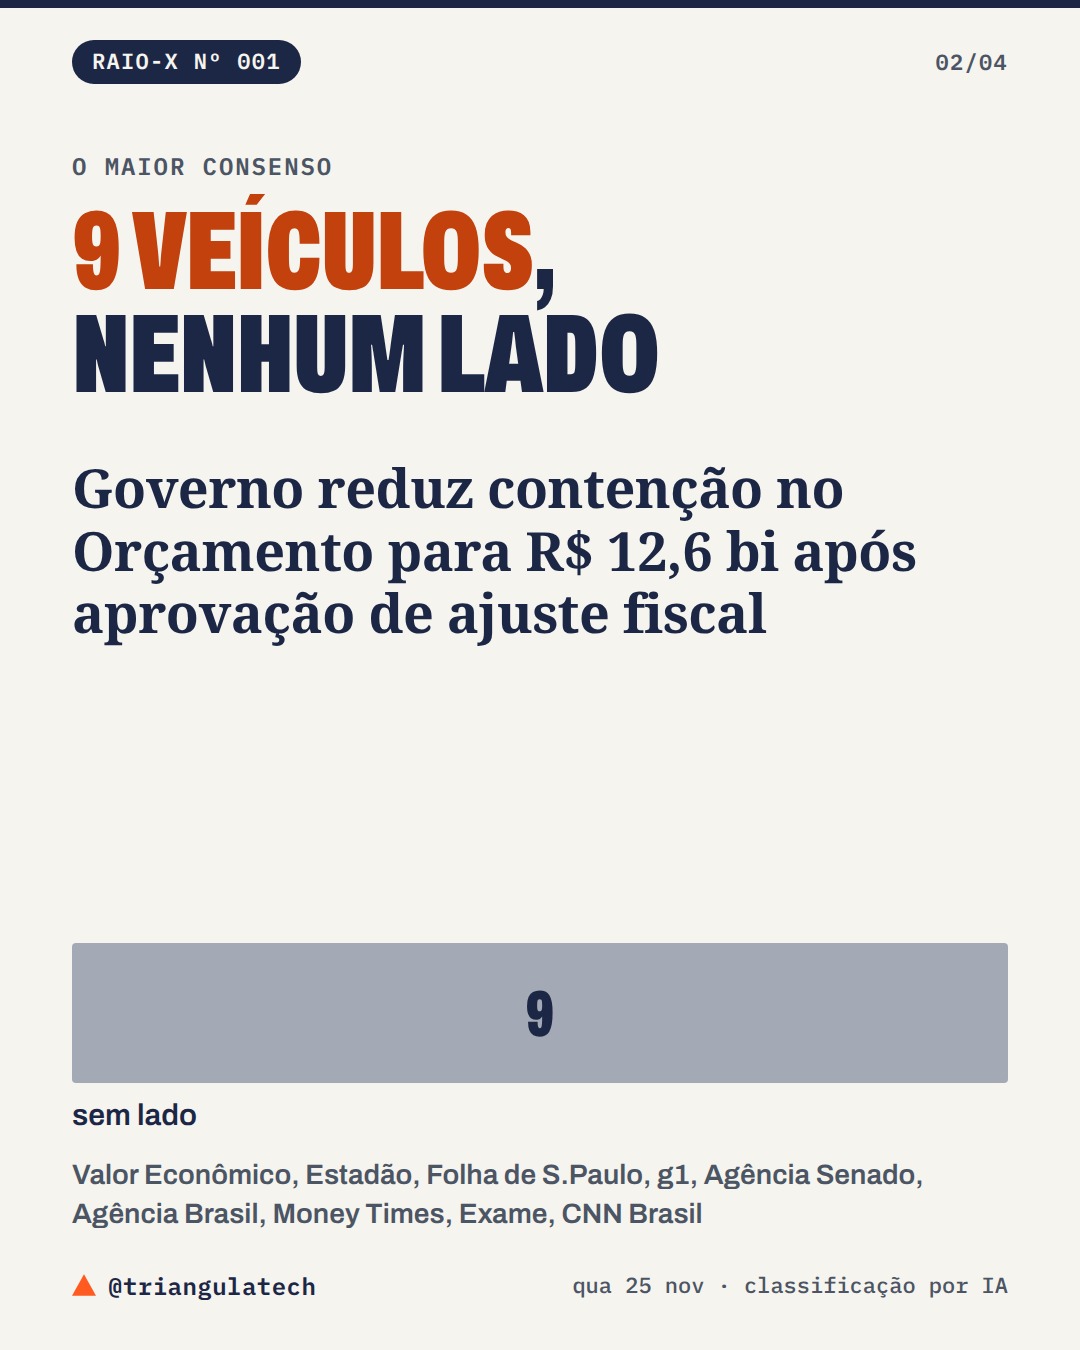 RAIO-X Nº 001
02/04
O MAIOR CONSENSO
9 VEÍCULOS,
NENHUM LADO
Governo reduz contenção no
Orçamento para R$ 12,6 bi após
aprovação de ajuste fiscal
9
sem lado
Valor Econômico, Estadão, Folha de S.Paulo, g1, Agência Senado,
Agência Brasil, Money Times, Exame, CNN Brasil
@triangulatech
qua 25 nov · classificação por IA